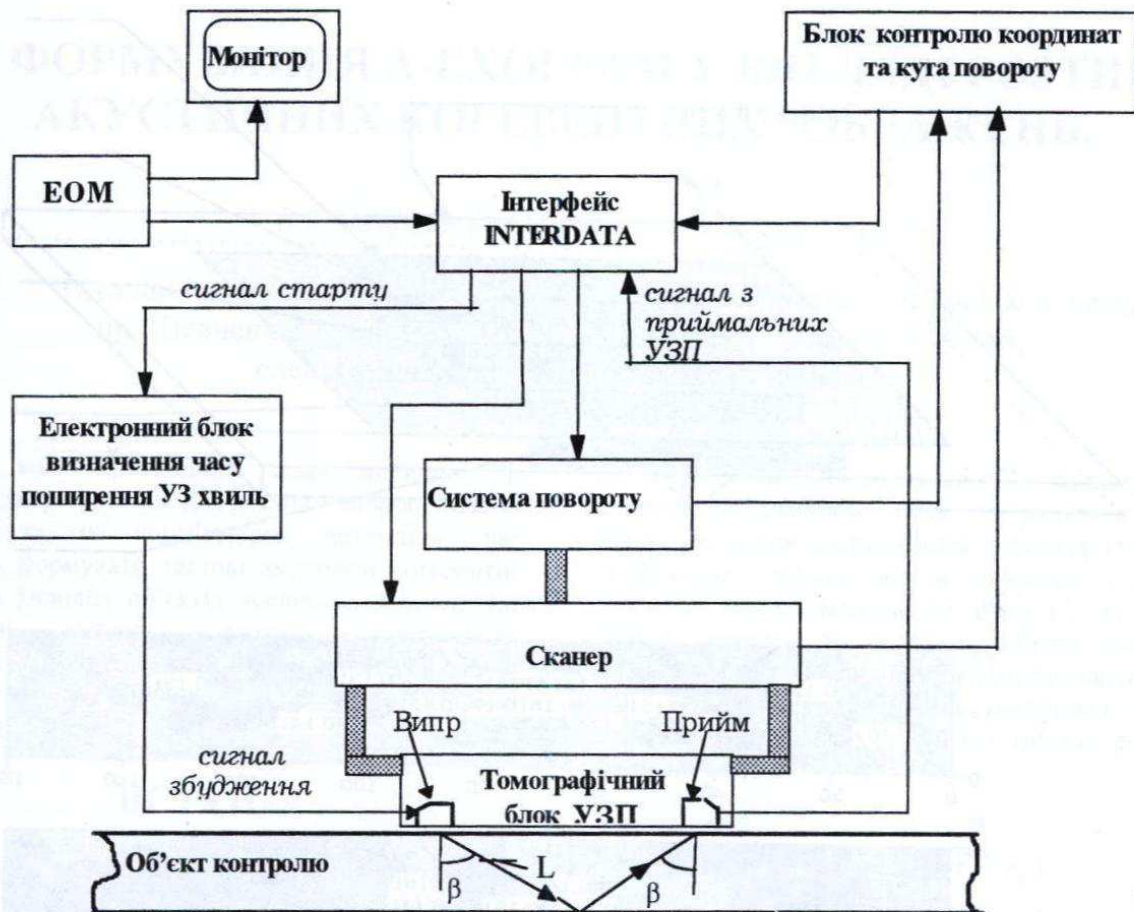 Монітор
Блок контролю координат
та кута повороту
ЕОМ
Інтерфейс
INTERDATA
сигнал старту
сигнал з
приймальних
УЗП
Електронний блок
визначення часу
поширення УЗ хвиль
Система повороту
Сканер
Випр
Прийм
сигнал
збудження
Томографічний
блок УЗП
Об’єкт контролю
L
β
β